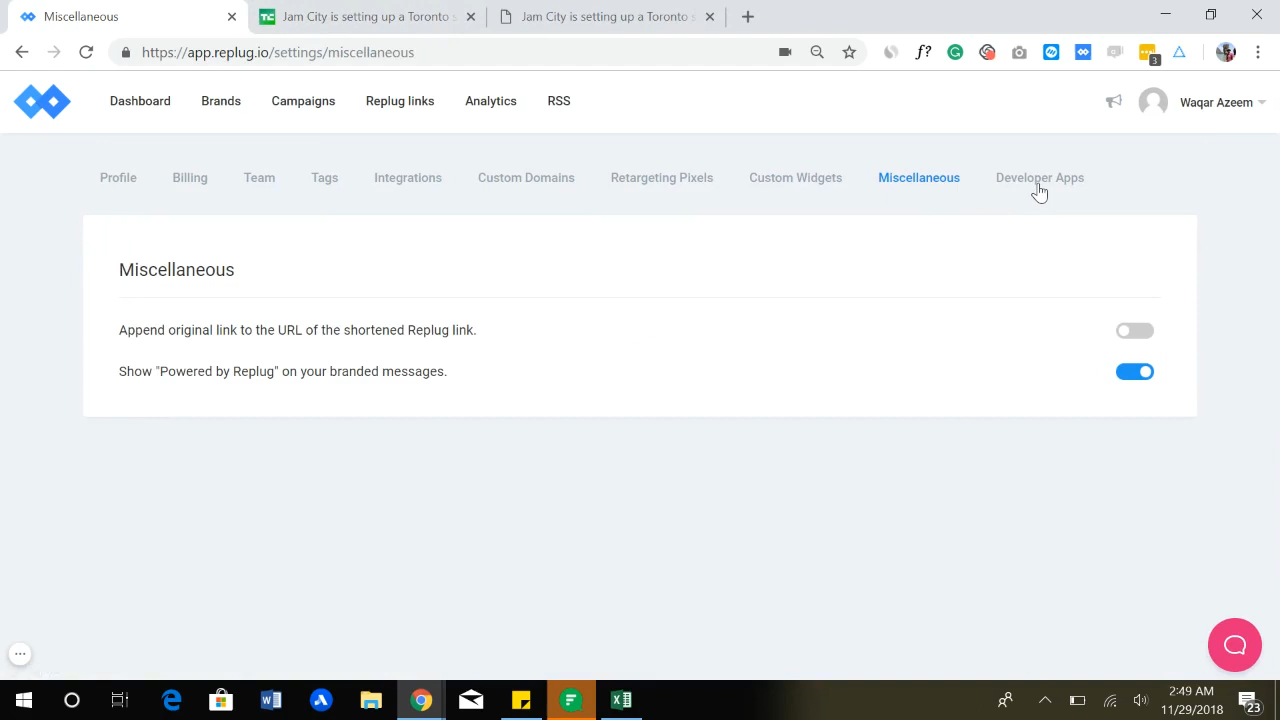 Miscellaneous
TC Jam City is setting up a Toronto s
Jam City is setting up a Toronto s
https://app.replug.io/settings/miscellaneous
f?
3
Dashboard Brands Campaigns Replug links Analytics RSS
Waqar Azeem
Profile Billing Team Tags Integrations Custom Domains Retargeting Pixels Custom Widgets Miscellaneous Developer Apps
Miscellaneous
Append original link to the URL of the shortened Replug link.
Show "Powered by Replug" on your branded messages.
2:49 AM
11/29/2018
23